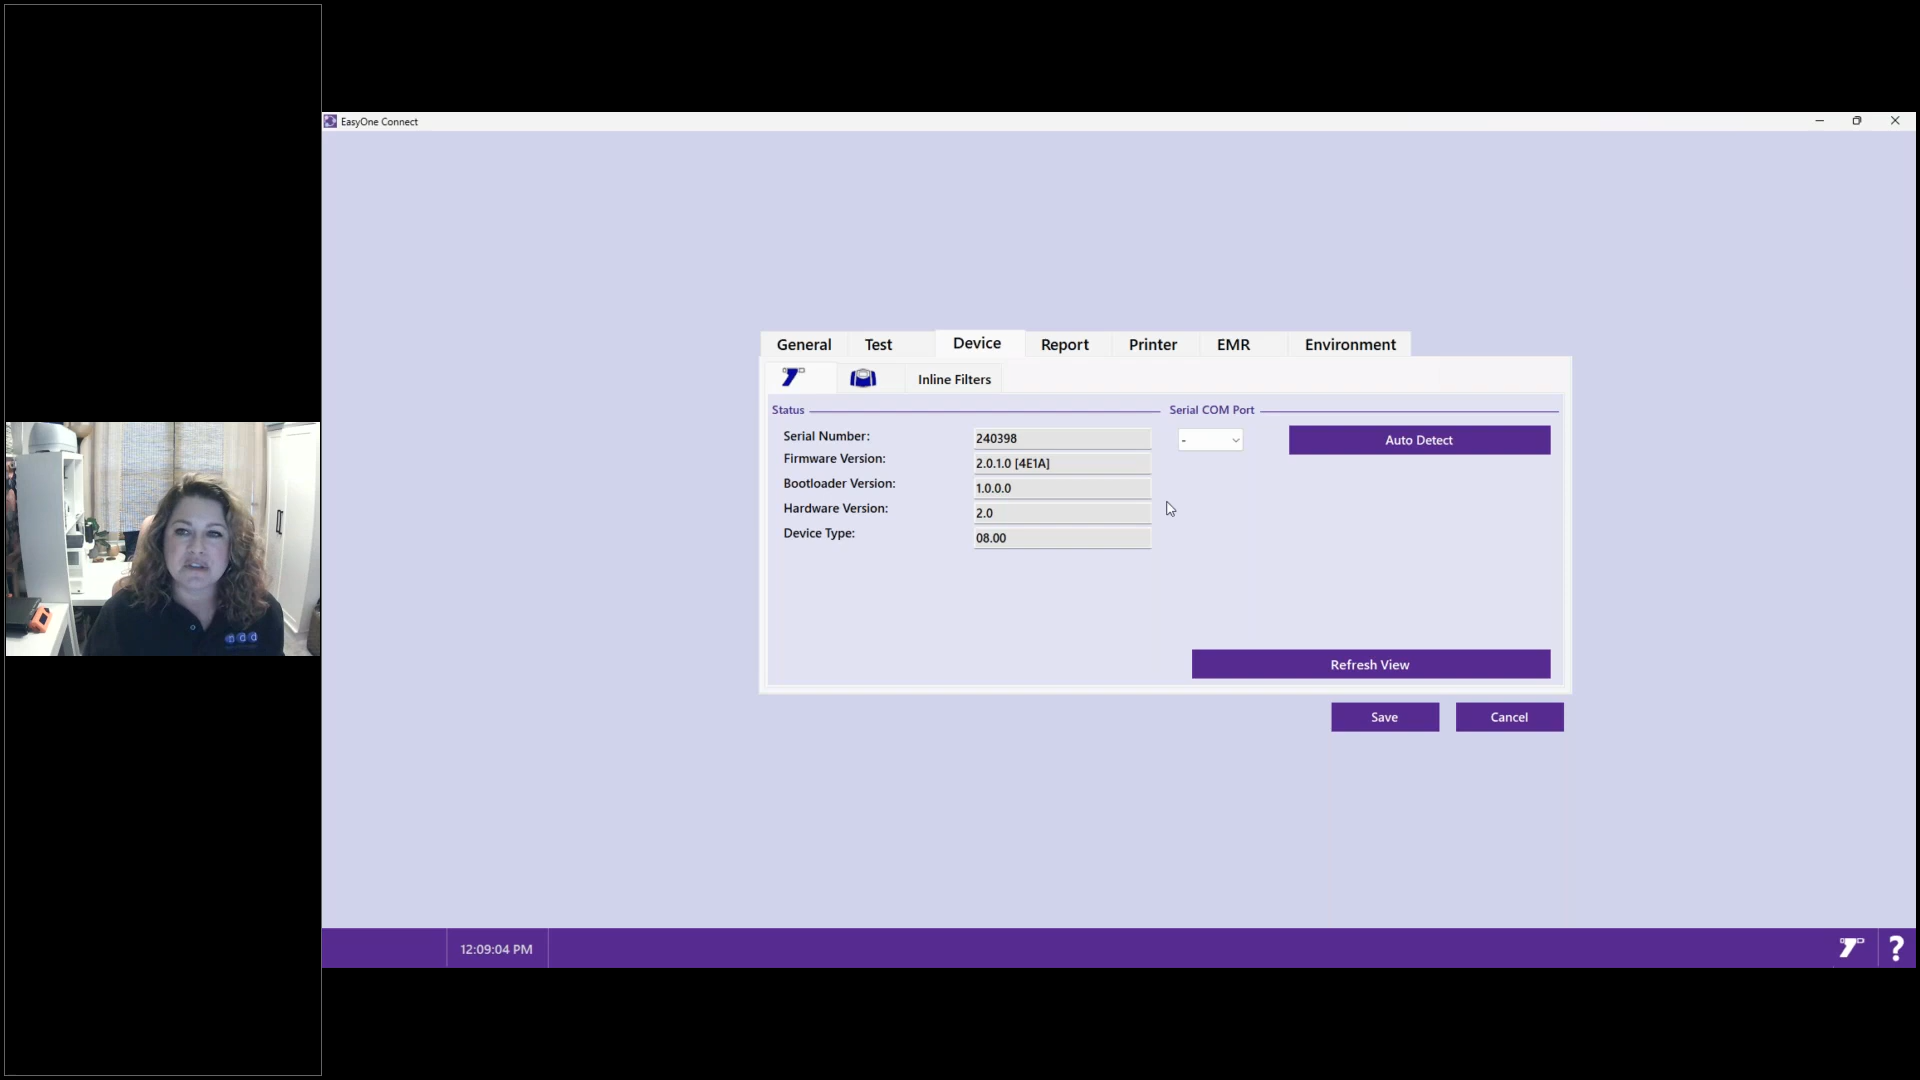 EasyOne Connect
General Test Device Report Printer EMR Environment
Inline Filters
Status
Serial COM Port
Serial Number: 240398
- Auto Detect
Firmware Version: 2.0.1.0 [4E1A]
Bootloader Version: 1.0.0.0
Hardware Version: 2.0
Device Type: 08.00
Refresh View
Save Cancel
12:09:04 PM
?
ndd